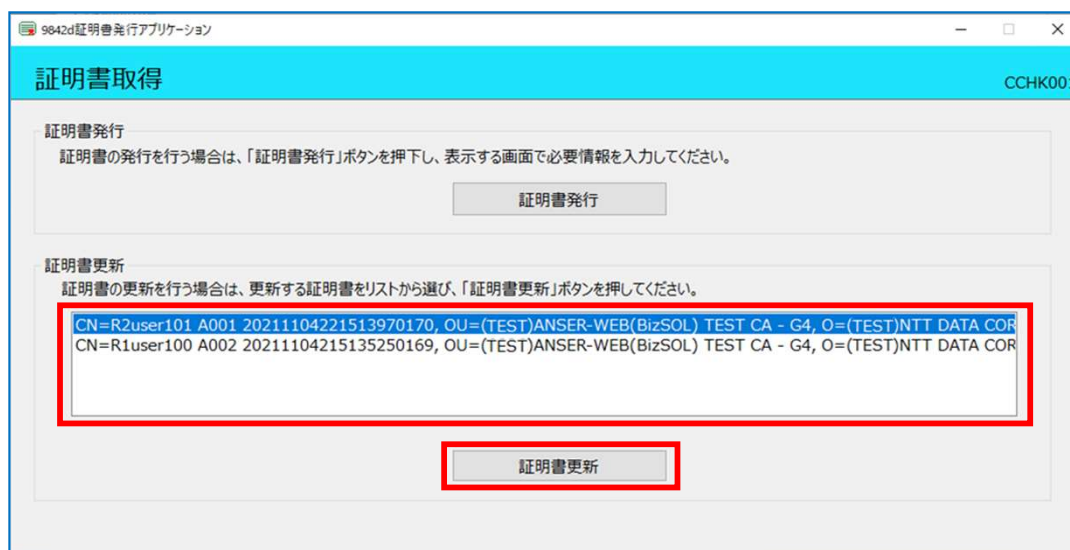 9842d証明書発行アプリケーション
証明書取得
CCHK001
証明書発行
証明書の発行を行う場合は、「証明書発行」ボタンを押下し、表示する画面で必要情報を入力してください。
証明書発行
証明書更新
証明書の更新を行う場合は、更新する証明書をリストから選び、「証明書更新」ボタンを押してください。
CN=R2user101 A001 20211104221513970170, OU=(TEST)ANSER-WEB(BizSOL) TEST CA - G4, O=(TEST)NTT DATA COR
CN=R1user100 A002 20211104215135250169, OU=(TEST)ANSER-WEB(BizSOL) TEST CA - G4, O=(TEST)NTT DATA COR
証明書更新